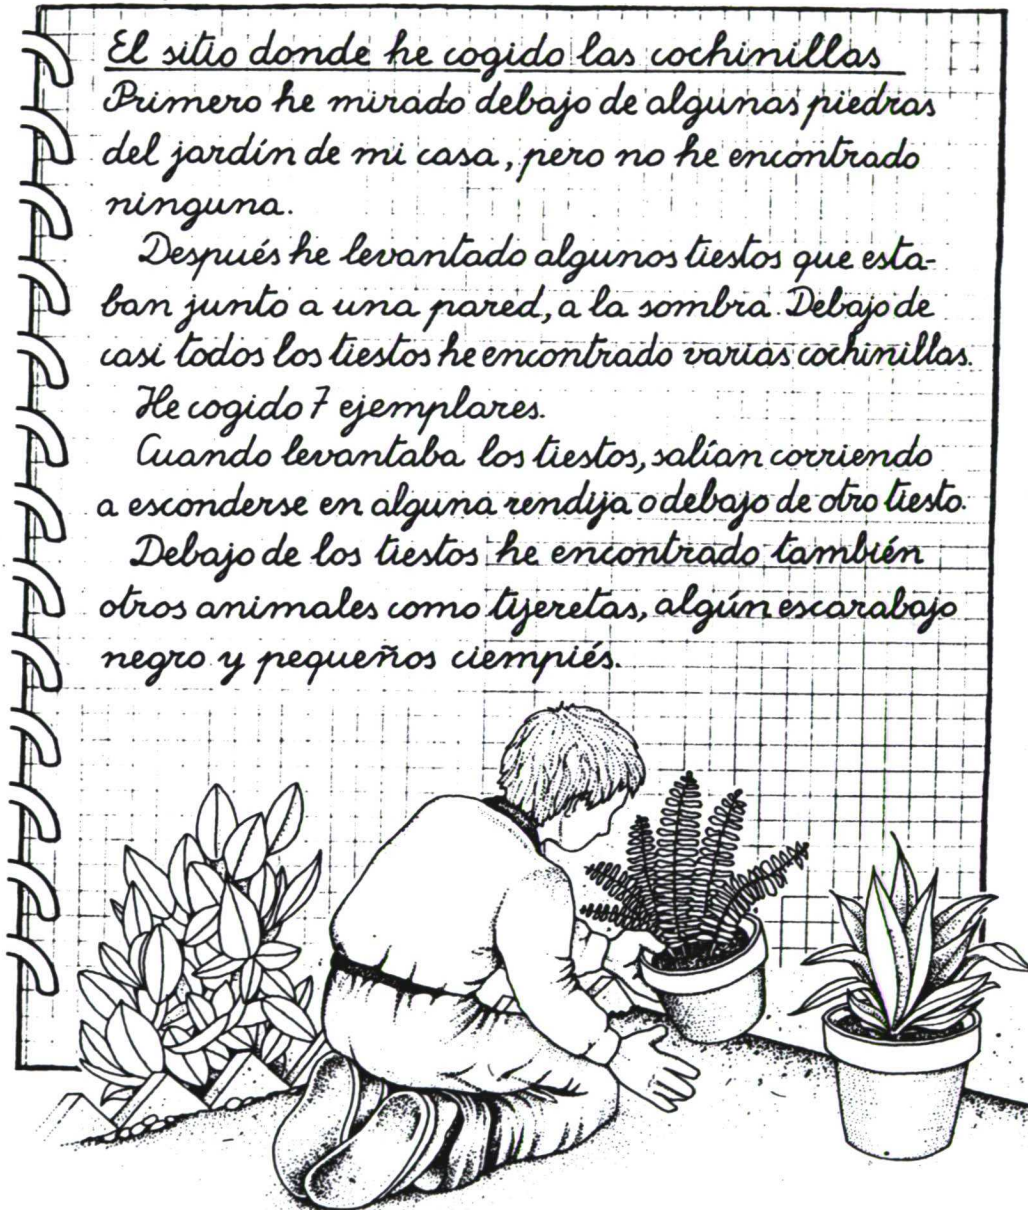 El sitio donde he cogido las cochinillas
Primero he mirado debajo de algunas piedras
del jardín de mi casa, pero no he encontrado
ninguna.
Después he levantado algunos tiestos que esta-
ban junto a una pared, a la sombra. Debajo de
casi todos los tiestos he encontrado varias cochinillas.
He cogido 7 ejemplares.
Cuando levantaba los tiestos, salían corriendo
a esconderse en alguna rendija o debajo de otro tiesto.
Debajo de los tiestos he encontrado también
otros animales como tijeretas, algún escarabajo
negro y pequeños ciempiés.